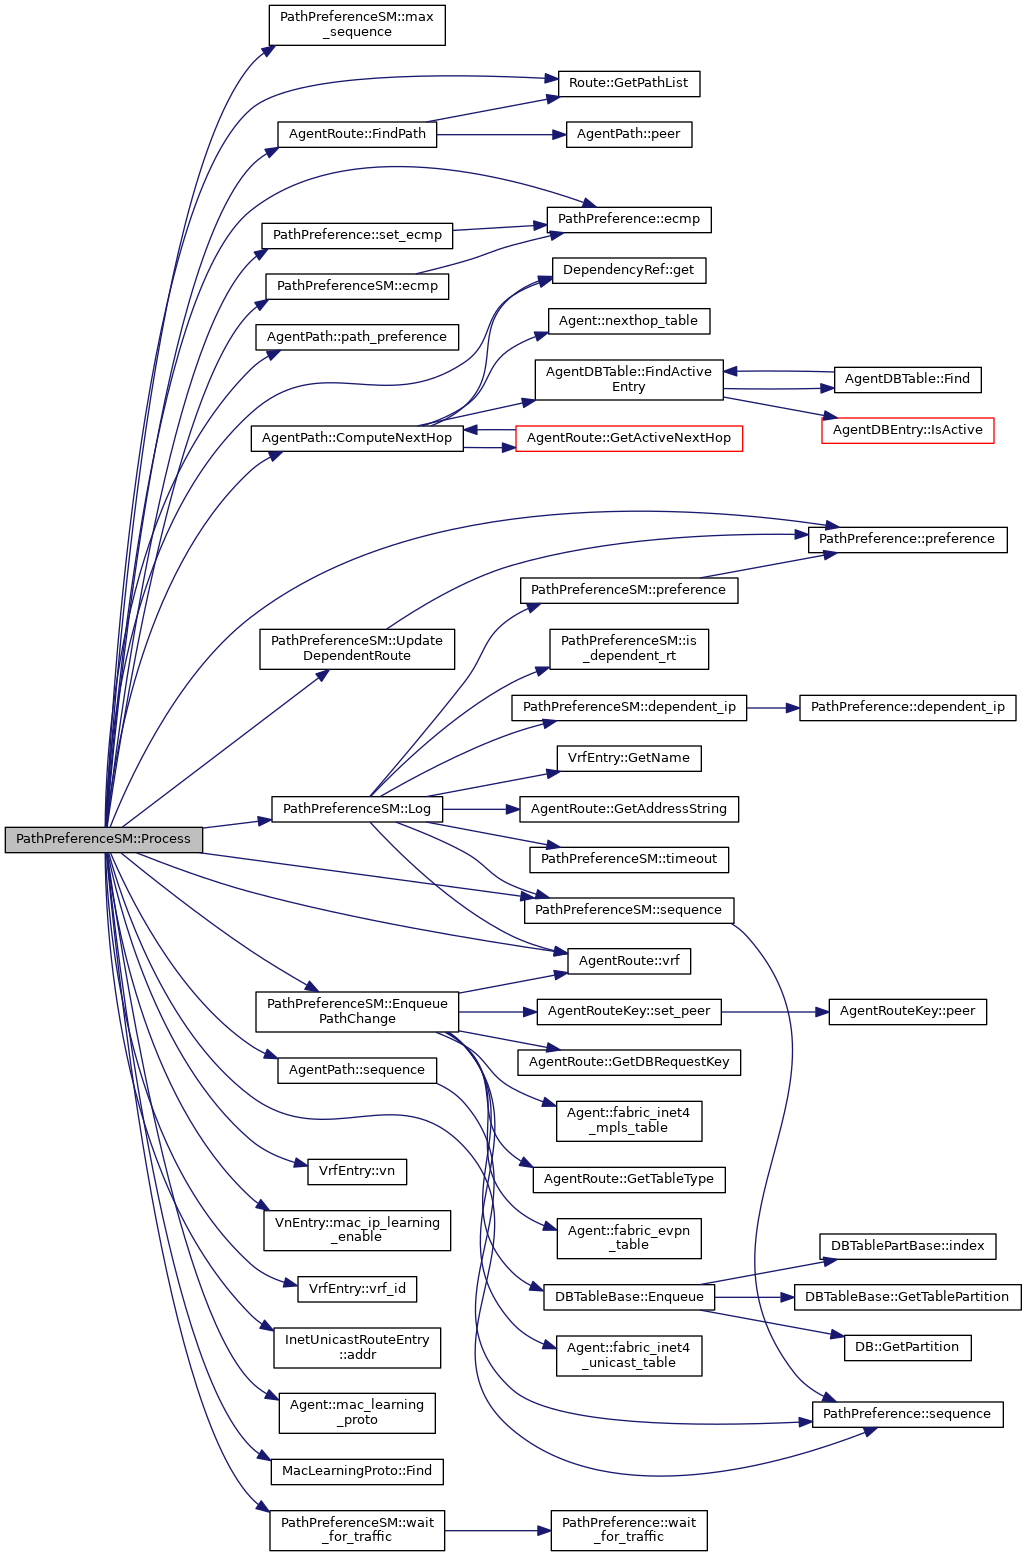 PathPreferenceSM::max
_sequence
Route::GetPathList
AgentRoute::FindPath
AgentPath::peer
PathPreference::ecmp
PathPreference::set_ecmp
DependencyRef::get
PathPreferenceSM::ecmp
Agent::nexthop_table
AgentPath::path_preference
AgentDBTable::FindActive
Entry
AgentDBTable::Find
AgentDBEntry::IsActive
AgentPath::ComputeNextHop
AgentRoute::GetActiveNextHop
PathPreference::preference
PathPreferenceSM::preference
PathPreferenceSM::Update
DependentRoute
PathPreferenceSM::is
_dependent_rt
PathPreferenceSM::dependent_ip
PathPreference::dependent_ip
VrfEntry::GetName
PathPreferenceSM::Log
AgentRoute::GetAddressString
PathPreferenceSM::Process
PathPreferenceSM::timeout
PathPreferenceSM::sequence
AgentRoute::vrf
PathPreferenceSM::Enqueue
PathChange
AgentRouteKey::set_peer
AgentRouteKey::peer
AgentRoute::GetDBRequestKey
AgentPath::sequence
Agent::fabric_inet4
_mpls_table
VrfEntry::vn
AgentRoute::GetTableType
VnEntry::mac_ip_learning
_enable
Agent::fabric_evpn
_table
DBTablePartBase::index
VrfEntry::vrf_id
DBTableBase::Enqueue
DBTableBase::GetTablePartition
InetUnicastRouteEntry
::addr
Agent::fabric_inet4
_unicast_table
DB::GetPartition
Agent::mac_learning
_proto
PathPreference::sequence
MacLearningProto::Find
PathPreferenceSM::wait
_for_traffic
PathPreference::wait
_for_traffic